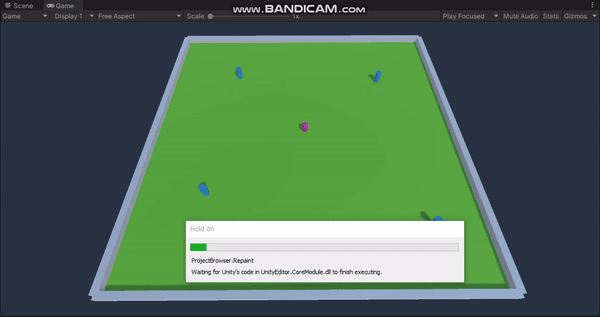 Scene Game
www.BANDICAM.com
Game Display 1 Free Aspect Scale 1x Play Focused Mute Audio Stats Gizmos
Hold on
ProjectBrowser.Repaint
Waiting for Unity's code in UnityEditor.CoreModule.dll to finish executing.